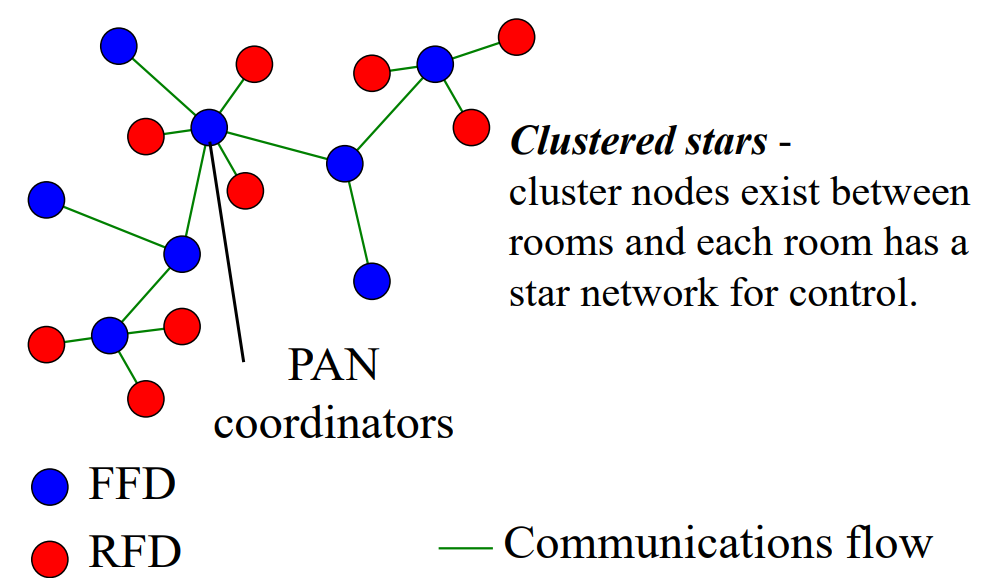 Clustered stars -
cluster nodes exist between
rooms and each room has a
star network for control.
PAN
coordinators
FFD
RFD
Communications flow